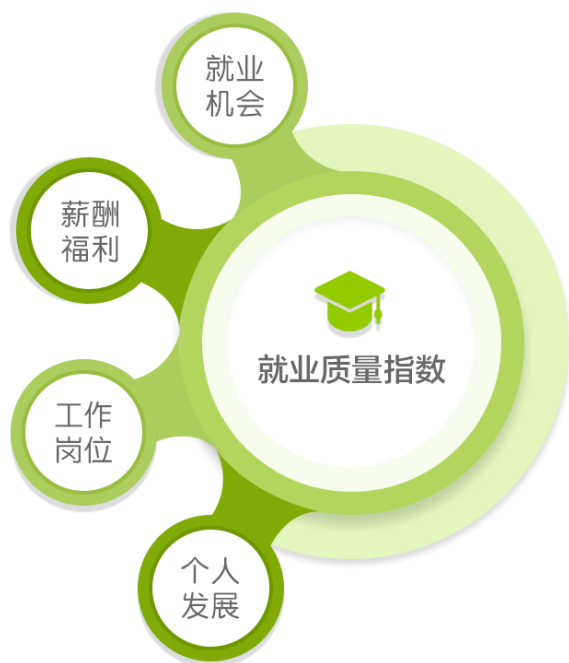 就业
机会
薪酬
福利
就业质量指数
工作
岗位
个人
发展